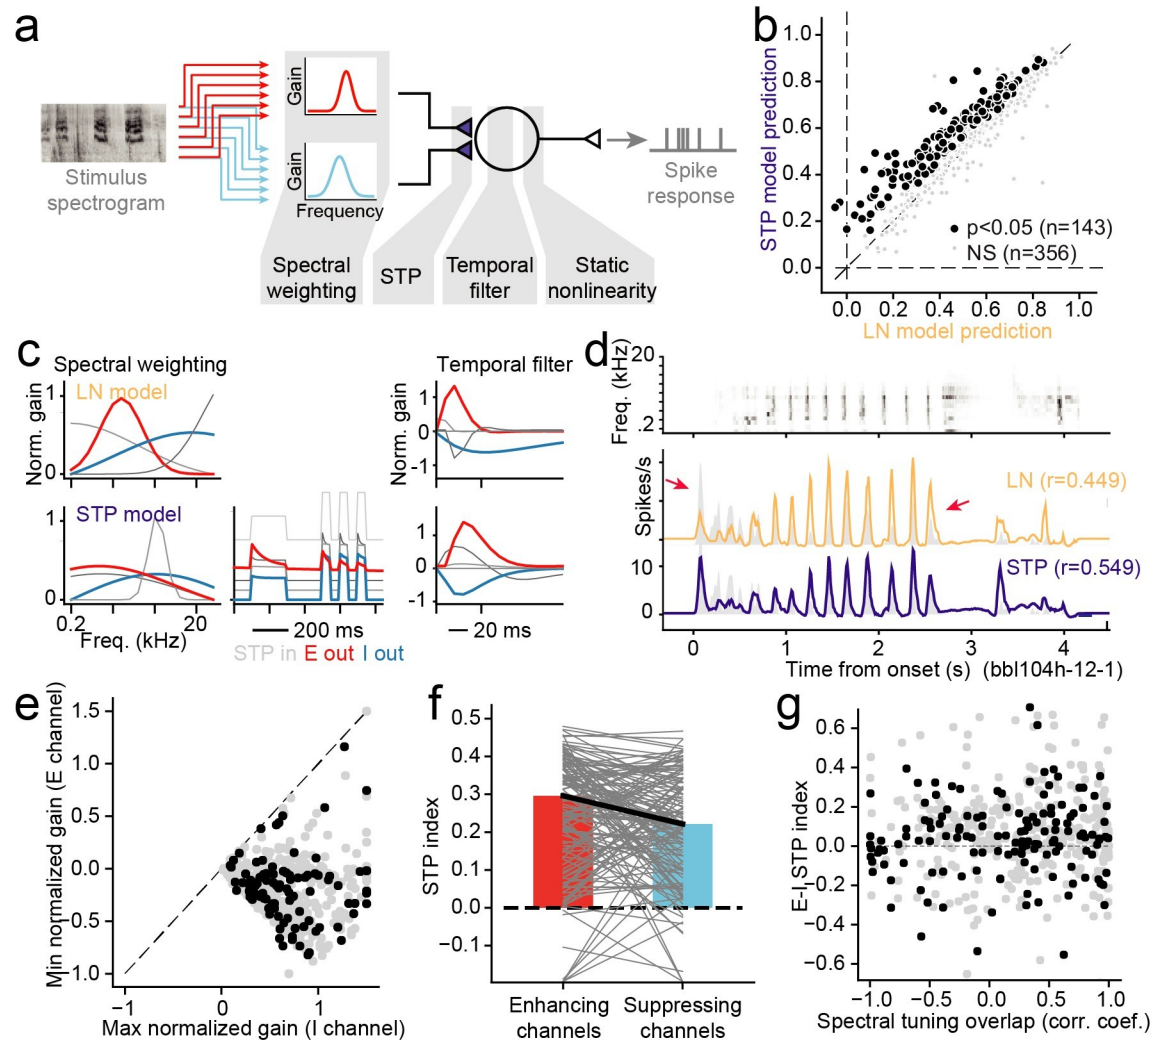 a
Gain
Gain
Frequency
Stimulus
spectrogram
Spike
response
Spectral
weighting
STP
Temporal
filter
Static
nonlinearity
b
STP model prediction
1.0
0.8
0.6
0.4
0.2
0.0
p<0.05 (n=143)
NS (n=356)
0.0 0.2 0.4 0.6 0.8 1.0
LN model prediction
c
Spectral weighting
Temporal filter
LN model
Norm. gain
1
0
Norm. gain
1
0
-1
STP model
1
0
1
0
-1
0.2 20
Freq. (kHz)
200 ms
20 ms
STP in E out I out
d
Freq. (kHz)
20
.2
Spikes/s
LN (r=0.449)
10
0
STP (r=0.549)
0 1 2 3 4
Time from onset (s) (bbl104h-12-1)
e
Min normalized gain (E channel)
1.5
1.0
0.5
0.0
−0.5
−1.0
−1 0 1
Max normalized gain (I channel)
f
STP index
0.5
0.4
0.3
0.2
0.1
0.0
−0.1
Enhancing
channels
Suppressing
channels
g
E-I STP index
0.6
0.4
0.2
0.0
−0.2
−0.4
−0.6
−1.0 −0.5 0.0 0.5 1.0
Spectral tuning overlap (corr. coef.)